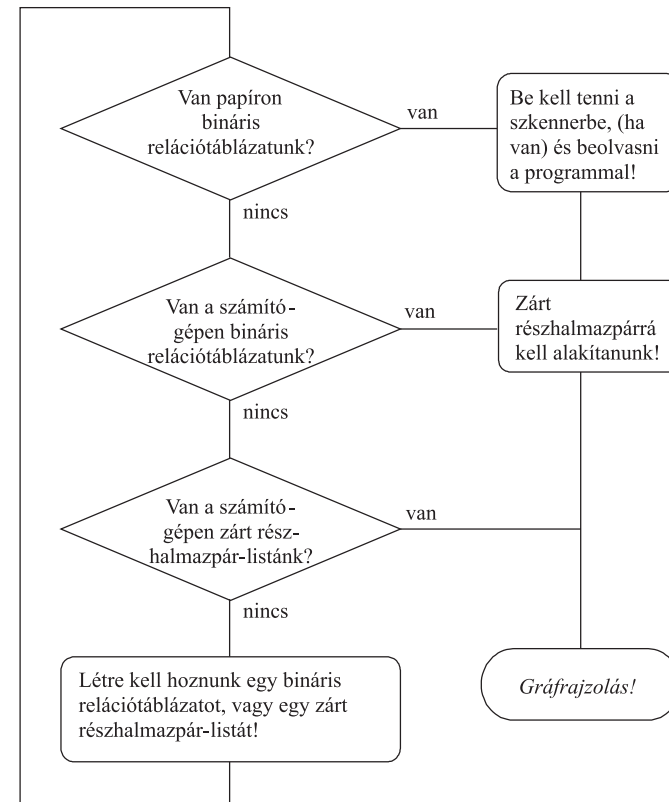 Van papíron
bináris
relációtáblázatunk?
van
Be kell tenni a
szkennerbe, (ha
van) és beolvasni
a programmal!
nincs
Van a számító-
gépen bináris
relációtáblázatunk?
van
Zárt
részhalmazpárrá
kell alakítanunk!
nincs
Van a számító-
gépen zárt rész-
halmazpár-listánk?
van
nincs
Létre kell hoznunk egy bináris
relációtáblázatot, vagy egy zárt
részhalmazpár-listát!
Gráfrajzolás!